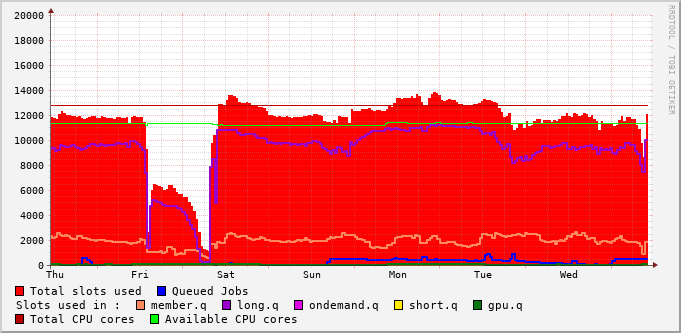 20000
18000
16000
14000
12000
10000
8000
6000
4000
2000
0
Thu Fri Sat Sun Mon Tue Wed
Total slots used Queued Jobs
Slots used in : member.q long.q ondemand.q short.q gpu.q
Total CPU cores Available CPU cores
RRDTOOL / TOBI OETIKER